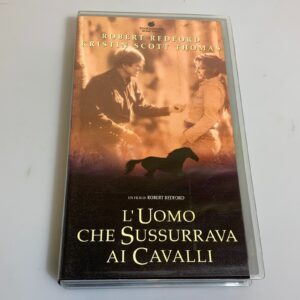 ROBERT REDFORD
KRISTIN SCOTT THOMAS
UN FILM DI ROBERT REDFORD
L'UOMO
CHE SUSSURRAVA
AI CAVALLI